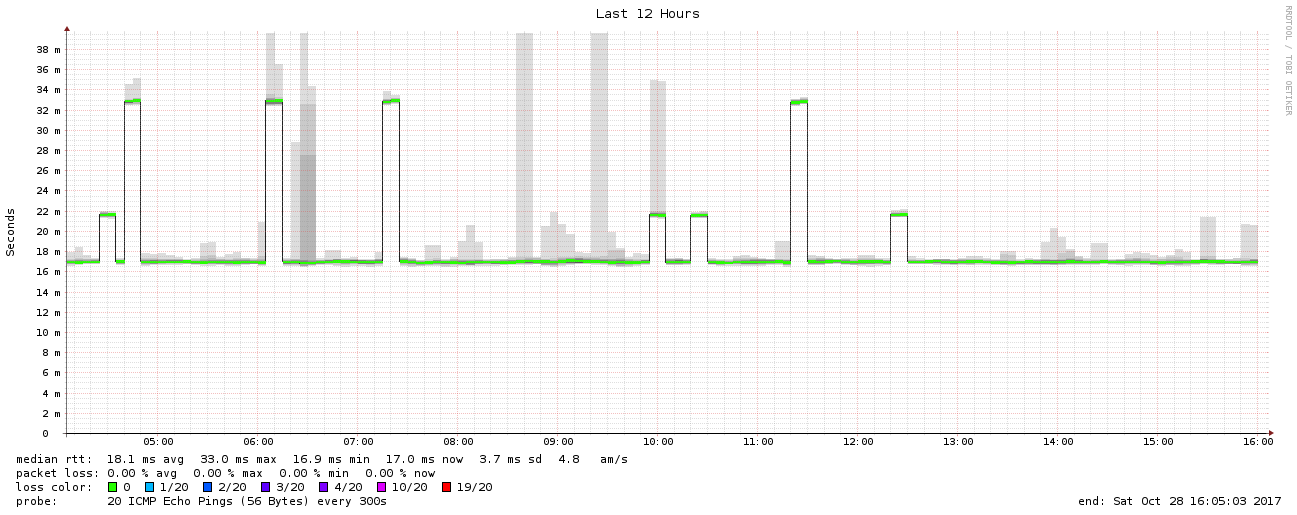 Last 12 Hours
RRDTOOL / TOBI OETIKER
Seconds
38 m
36 m
34 m
32 m
30 m
28 m
26 m
24 m
22 m
20 m
18 m
16 m
14 m
12 m
10 m
8 m
6 m
4 m
2 m
0
05:00 06:00 07:00 08:00 09:00 10:00 11:00 12:00 13:00 14:00 15:00 16:00
median rtt: 18.1 ms avg 33.0 ms max 16.9 ms min 17.0 ms now 3.7 ms sd 4.8 am/s
packet loss: 0.00 % avg 0.00 % max 0.00 % min 0.00 % now
loss color: 0 1/20 2/20 3/20 4/20 10/20 19/20
probe: 20 ICMP Echo Pings (56 Bytes) every 300s end: Sat Oct 28 16:05:03 2017